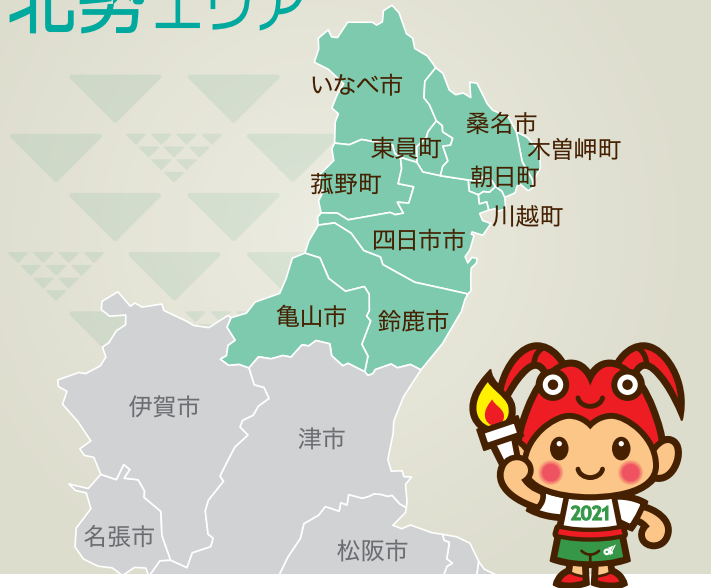 北勢エリア
いなべ市
桑名市
東員町
木曽岬町
菰野町
朝日町
川越町
四日市市
亀山市
鈴鹿市
伊賀市
津市
名張市
松阪市
2021